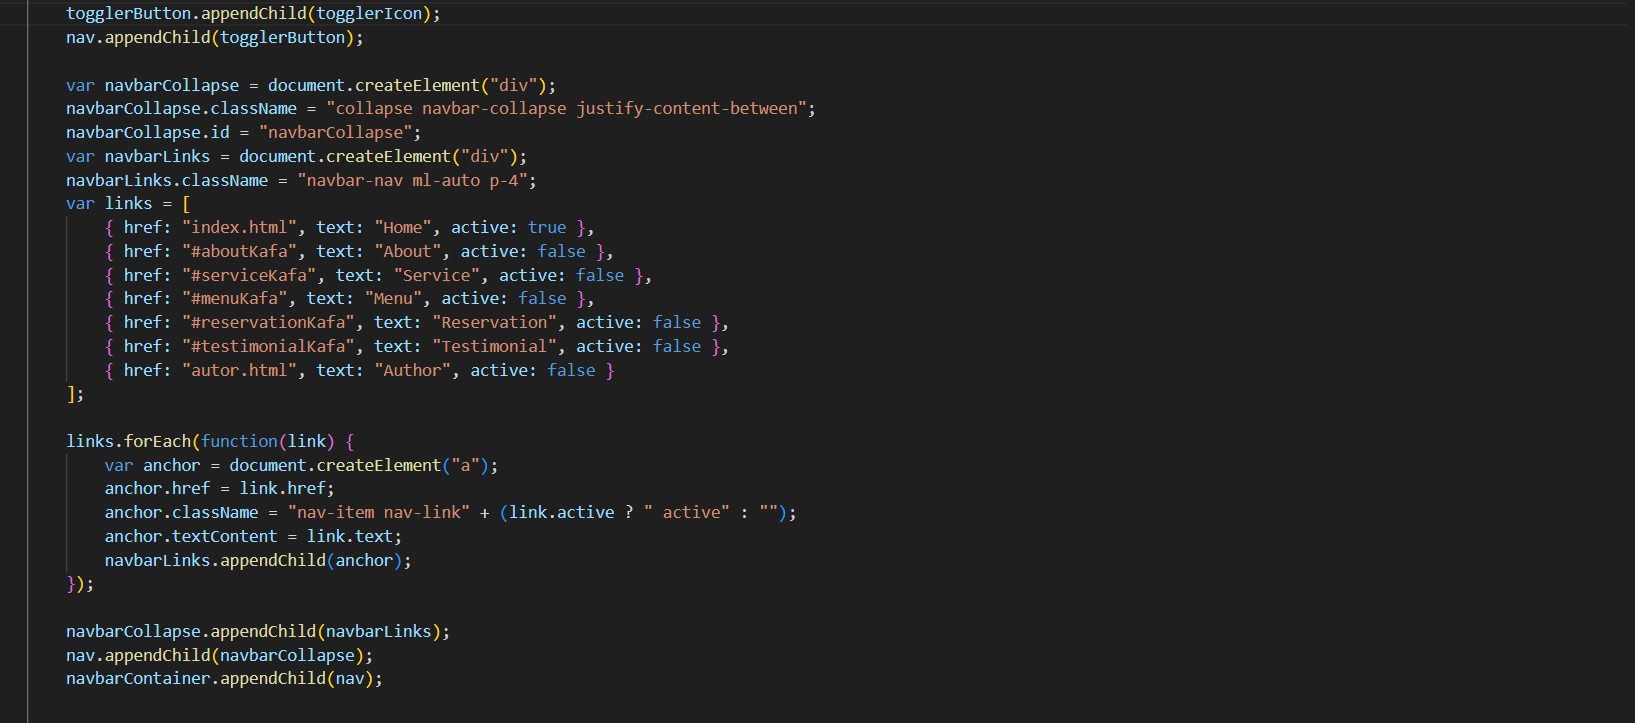 togglerButton.appendChild(togglerIcon);
nav.appendChild(togglerButton);
var navbarCollapse = document.createElement("div");
navbarCollapse.className = "collapse navbar-collapse justify-content-between";
navbarCollapse.id = "navbarCollapse";
var navbarLinks = document.createElement("div");
navbarLinks.className = "navbar-nav ml-auto p-4";
var links = [
{ href: "index.html", text: "Home", active: true },
{ href: "#aboutKafa", text: "About", active: false },
{ href: "#serviceKafa", text: "Service", active: false },
{ href: "#menuKafa", text: "Menu", active: false },
{ href: "#reservationKafa", text: "Reservation", active: false },
{ href: "#testimonialKafa", text: "Testimonial", active: false },
{ href: "autor.html", text: "Author", active: false }
];
links.forEach(function(link) {
var anchor = document.createElement("a");
anchor.href = link.href;
anchor.className = "nav-item nav-link" + (link.active ? " active" : "");
anchor.textContent = link.text;
navbarLinks.appendChild(anchor);
});
navbarCollapse.appendChild(navbarLinks);
nav.appendChild(navbarCollapse);
navbarContainer.appendChild(nav);